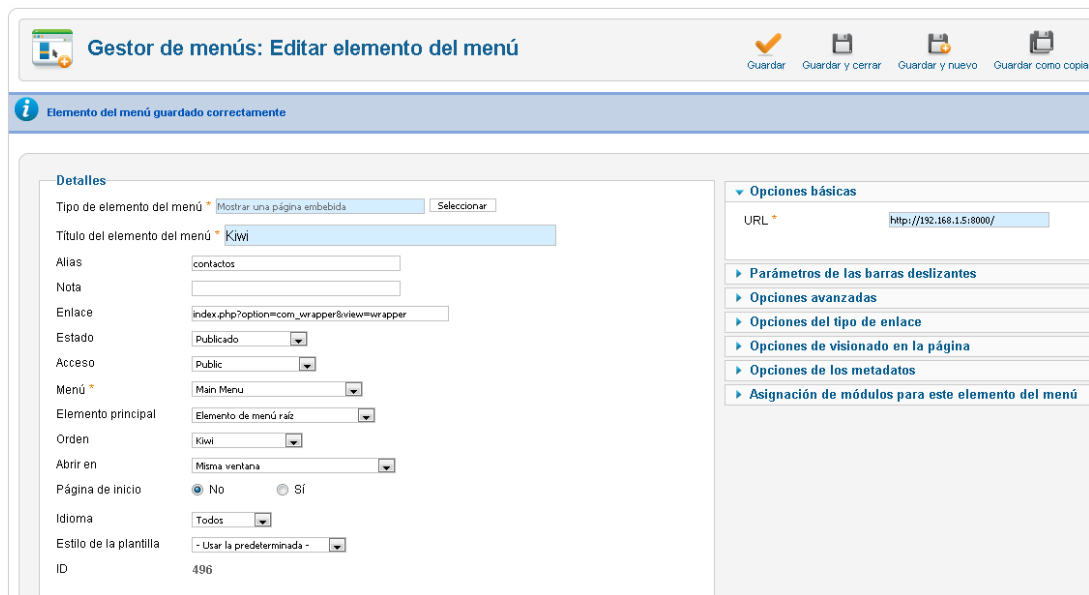 Gestor de menús: Editar elemento del menú
Guardar
Guardar y cerrar
Guardar y nuevo
Guardar como copia
Elemento del menú guardado correctamente
Detalles
Tipo de elemento del menú * Mostrar una página embebida Seleccionar
Título del elemento del menú * Kiwi
Alias contactos
Nota
Enlace index.php?option=com_wrapper&view=wrapper
Estado Publicado
Acceso Public
Menú * Main Menu
Elemento principal Elemento de menú raíz
Orden Kiwi
Abrir en Misma ventana
Página de inicio No Sí
Idioma Todos
Estilo de la plantilla - Usar la predeterminada -
ID 496
Opciones básicas
URL * http://192.168.1.5:8000/
Parámetros de las barras deslizantes
Opciones avanzadas
Opciones del tipo de enlace
Opciones de visionado en la página
Opciones de los metadatos
Asignación de módulos para este elemento del menú